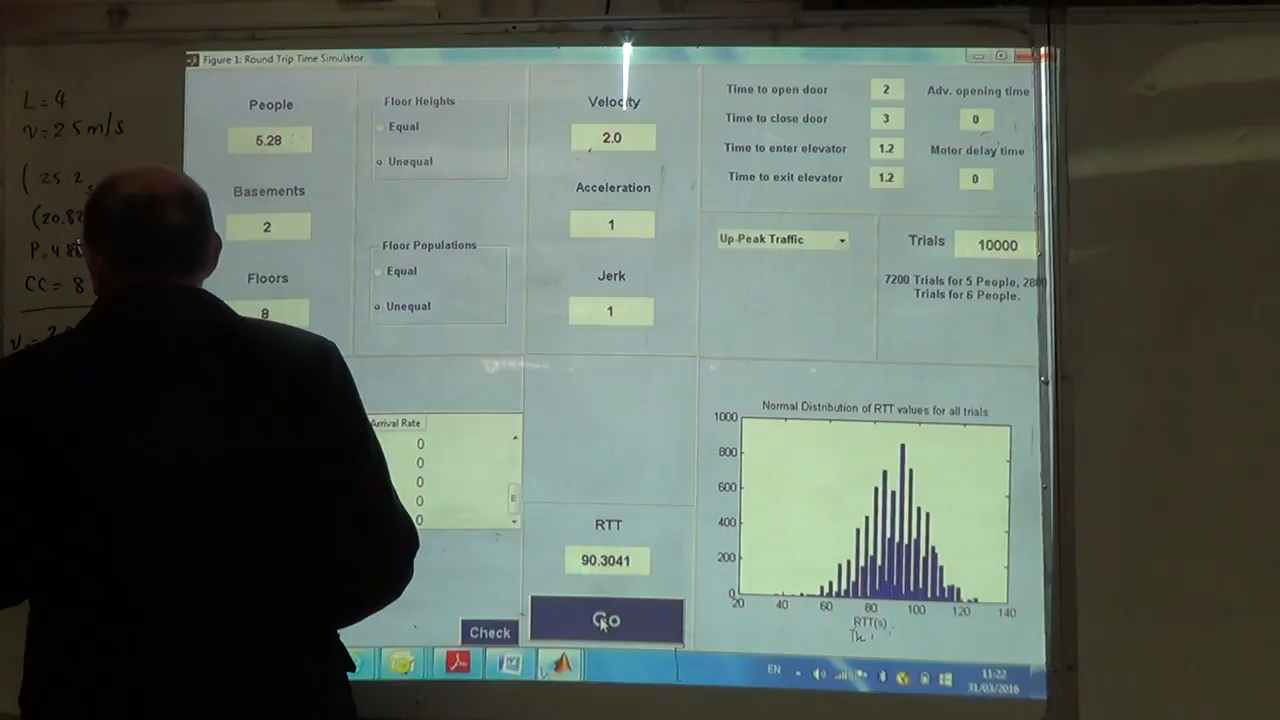 Figure 1: Round Trip Time Simulator
L = 4
v = 25 m/s
(25.2
(20.82
CC = 8
People
5.28
Basements
2
Floors
8
Floor Heights
Equal
Unequal
Floor Populations
Equal
Unequal
Velocity
2.0
Acceleration
1
Jerk
1
Time to open door 2
Time to close door 3
Time to enter elevator 1.2
Time to exit elevator 1.2
Adv. opening time
0
Motor delay time
0
Up-Peak Traffic
Trials 10000
7200 Trials for 5 People, 2800
Trials for 6 People.
Arrival Rate
0
0
0
0
0
Check
RTT
90.3041
Go
Normal Distribution of RTT values for all trials
1000
800
600
400
200
0
20 40 60 80 100 120 140
RTT(s)
EN
11:22
31/03/2016